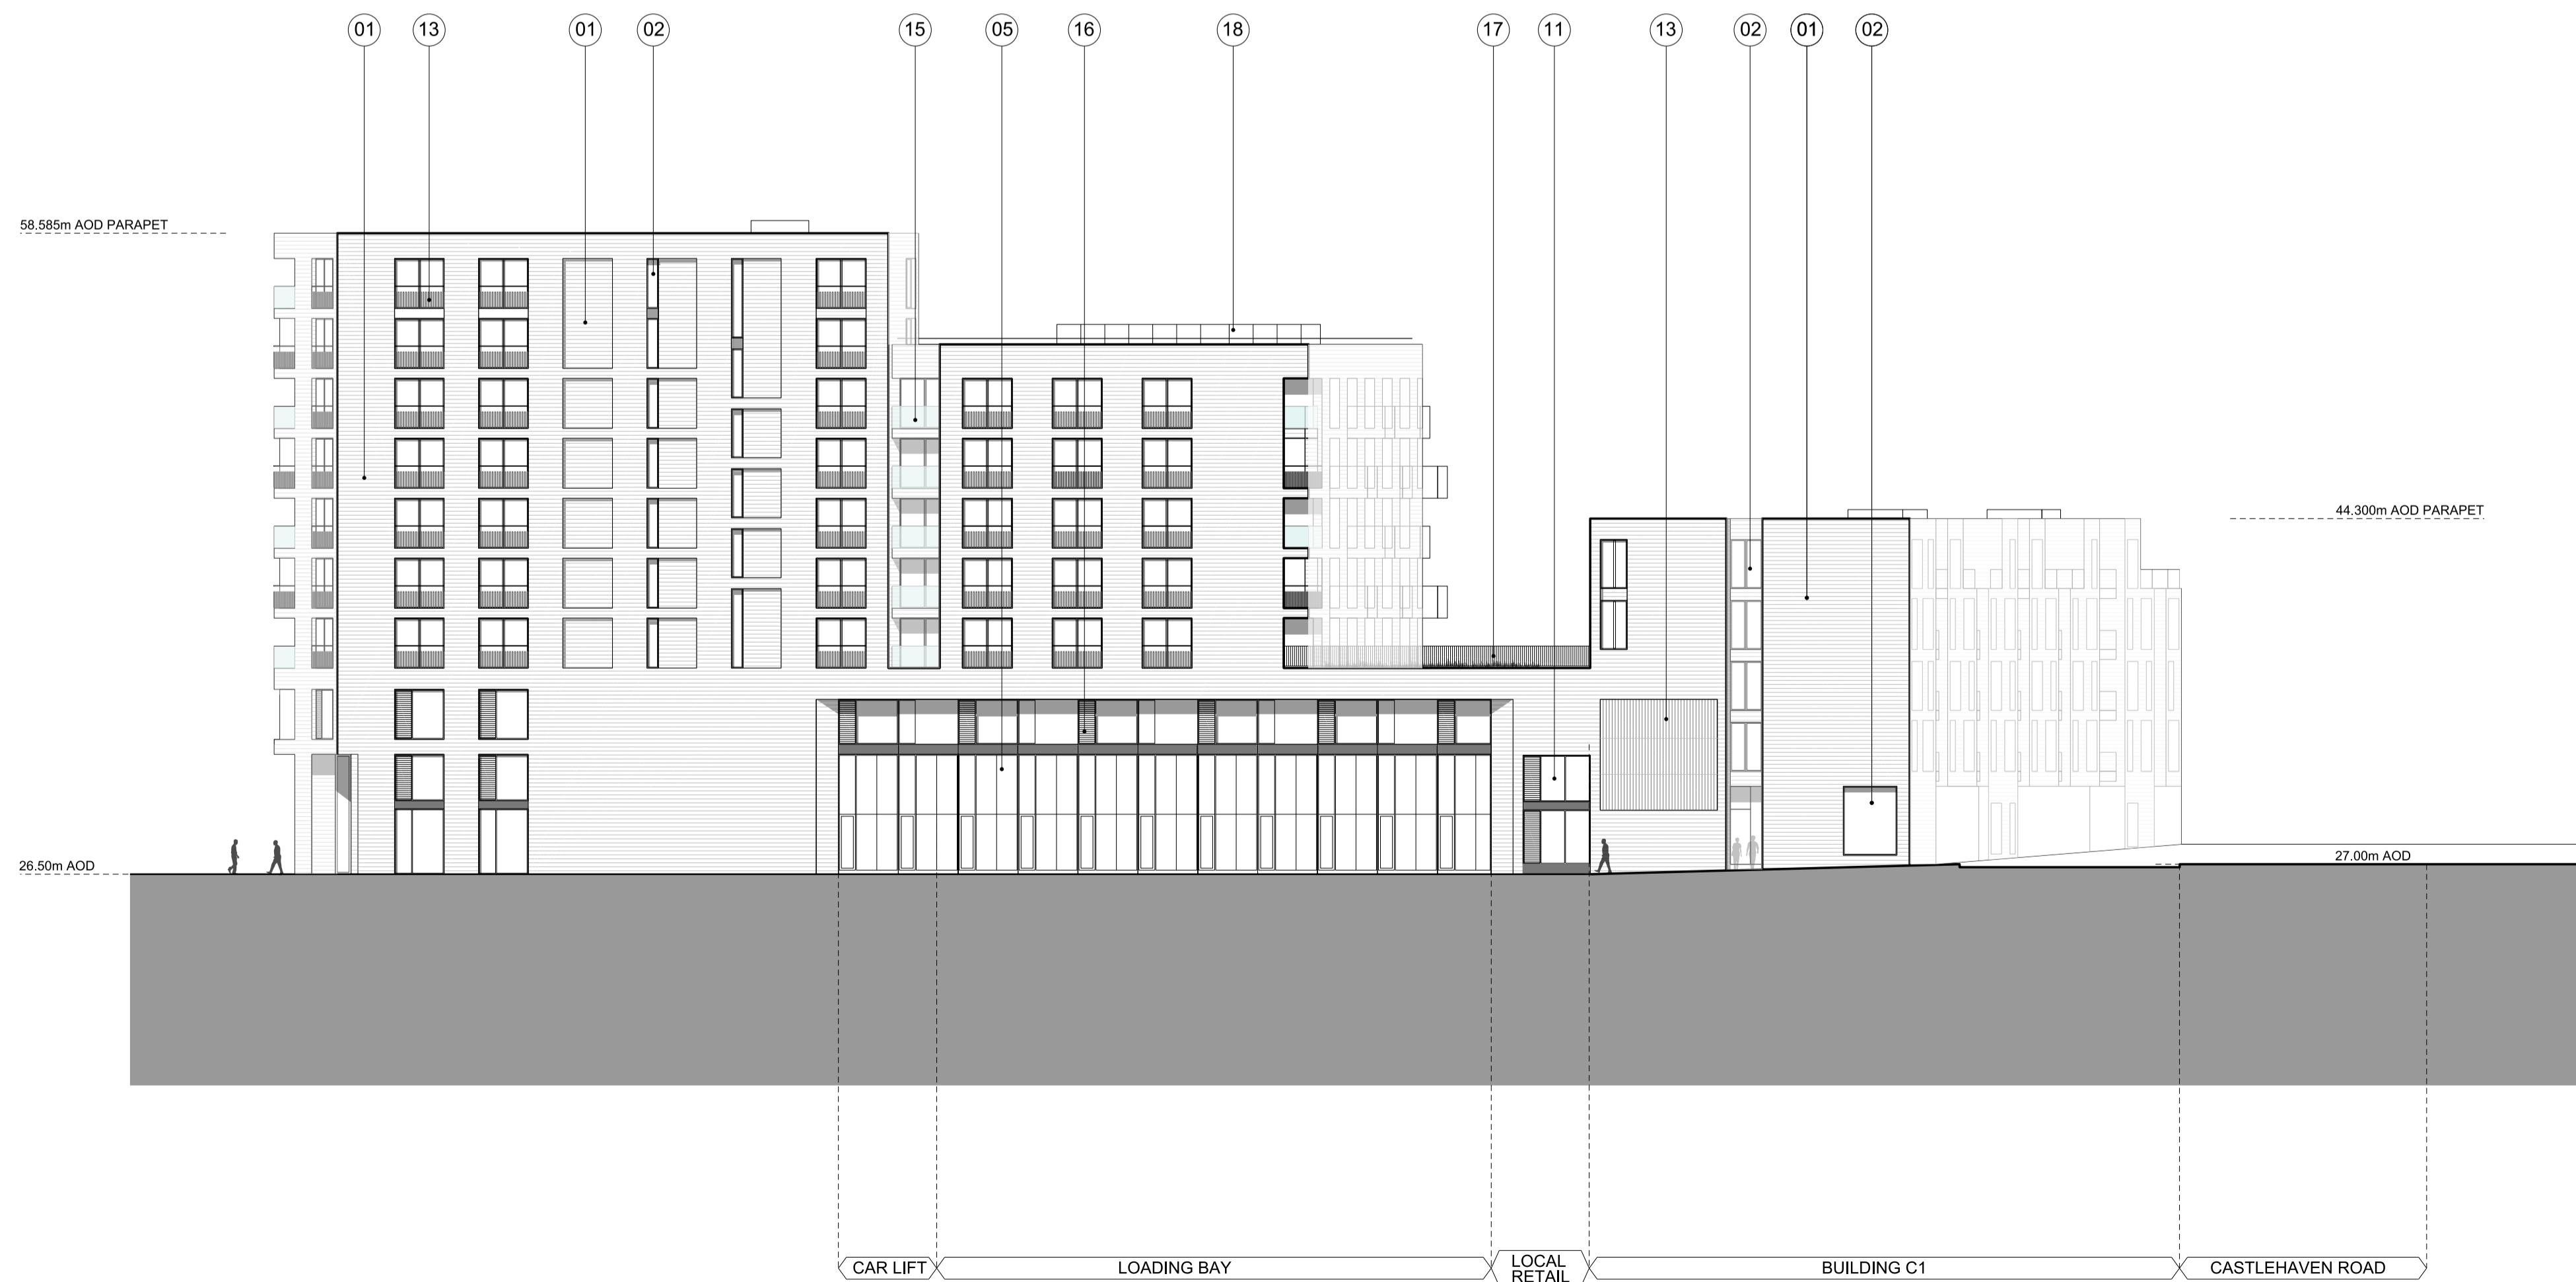 01
13
01
02
15
05
16
18
17
11
13
02
01
02
58.585m AOD PARAPET
44.300m AOD PARAPET
26.50m AOD
27.00m AOD
CAR LIFT
LOADING BAY
LOCAL
RETAIL
BUILDING C1
CASTLEHAVEN ROAD